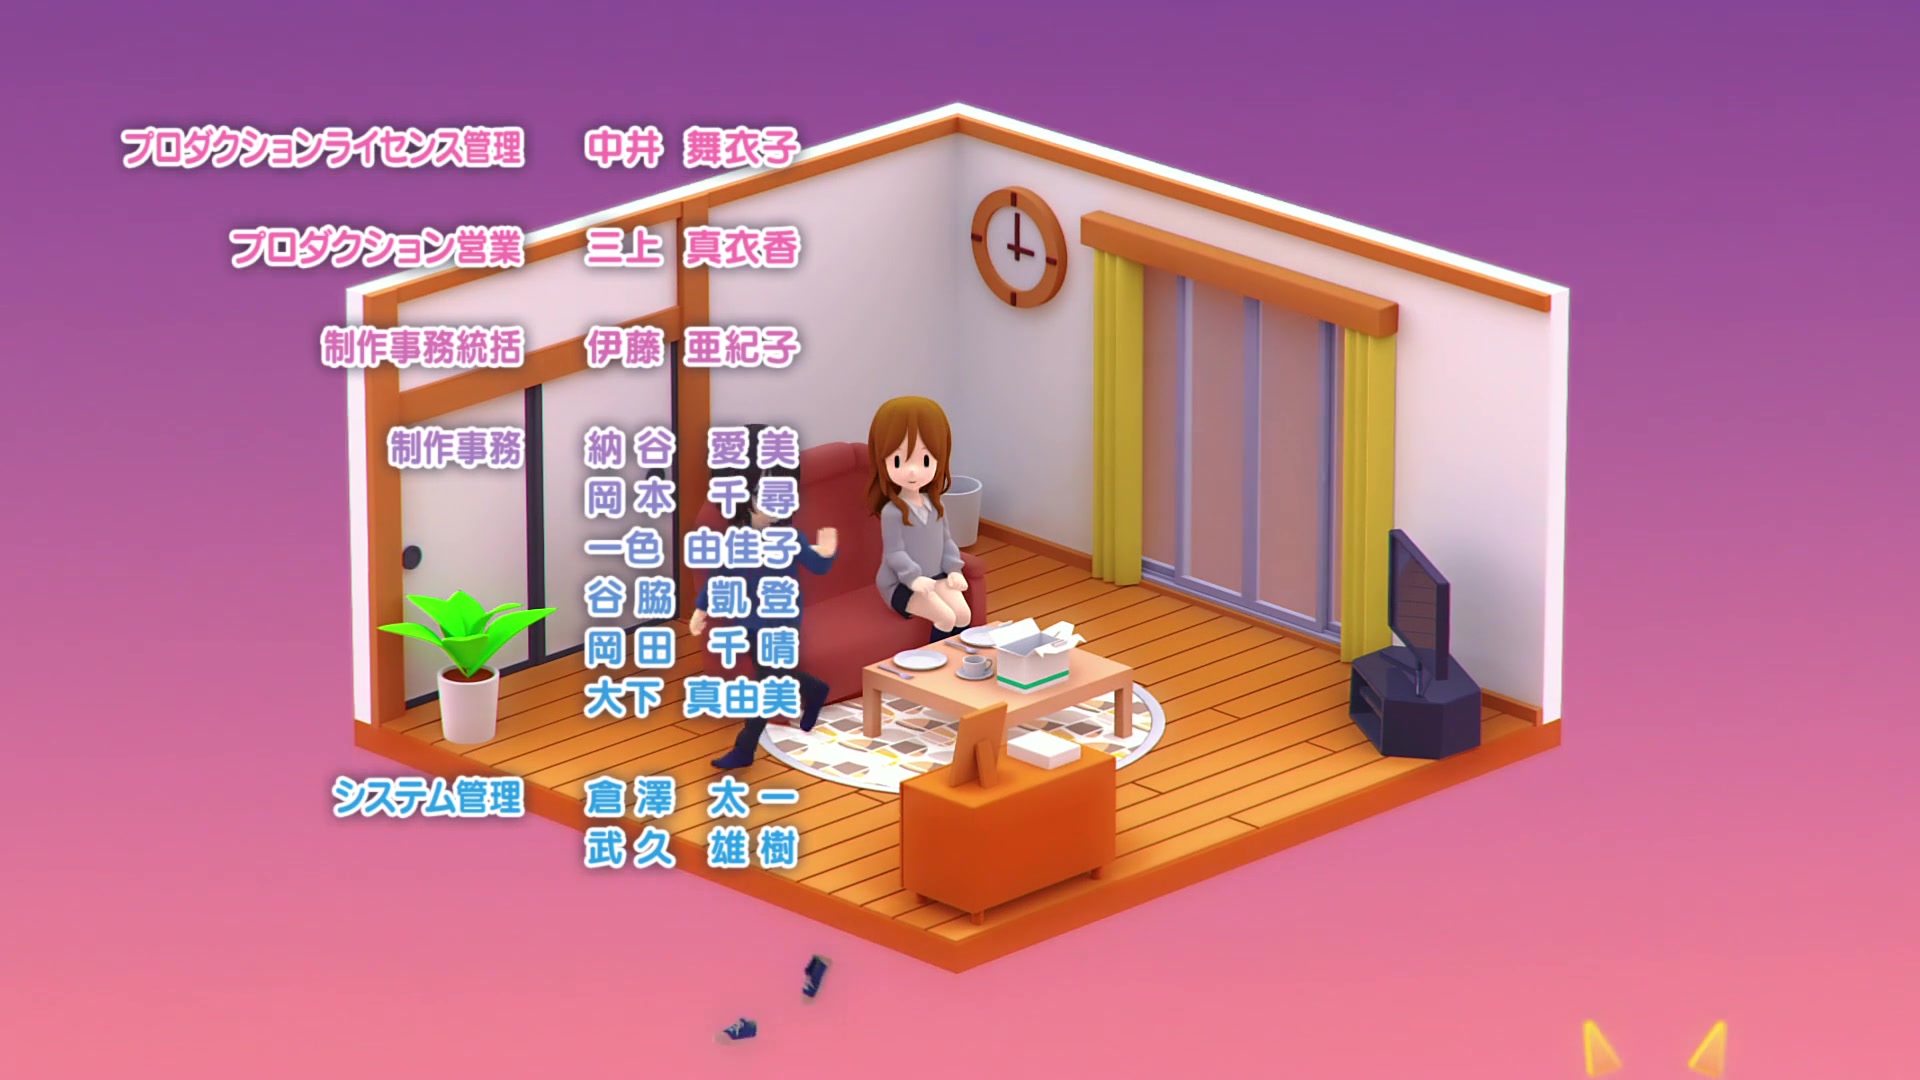 プロダクションライセンス管理 中井 舞衣子
プロダクション営業 三上 真衣香
制作事務統括 伊藤 亜紀子
制作事務 納谷 愛美
岡本 千尋
一色 由佳子
谷脇 凱登
岡田 千晴
大下 真由美
システム管理 倉澤 太一
武久 雄樹